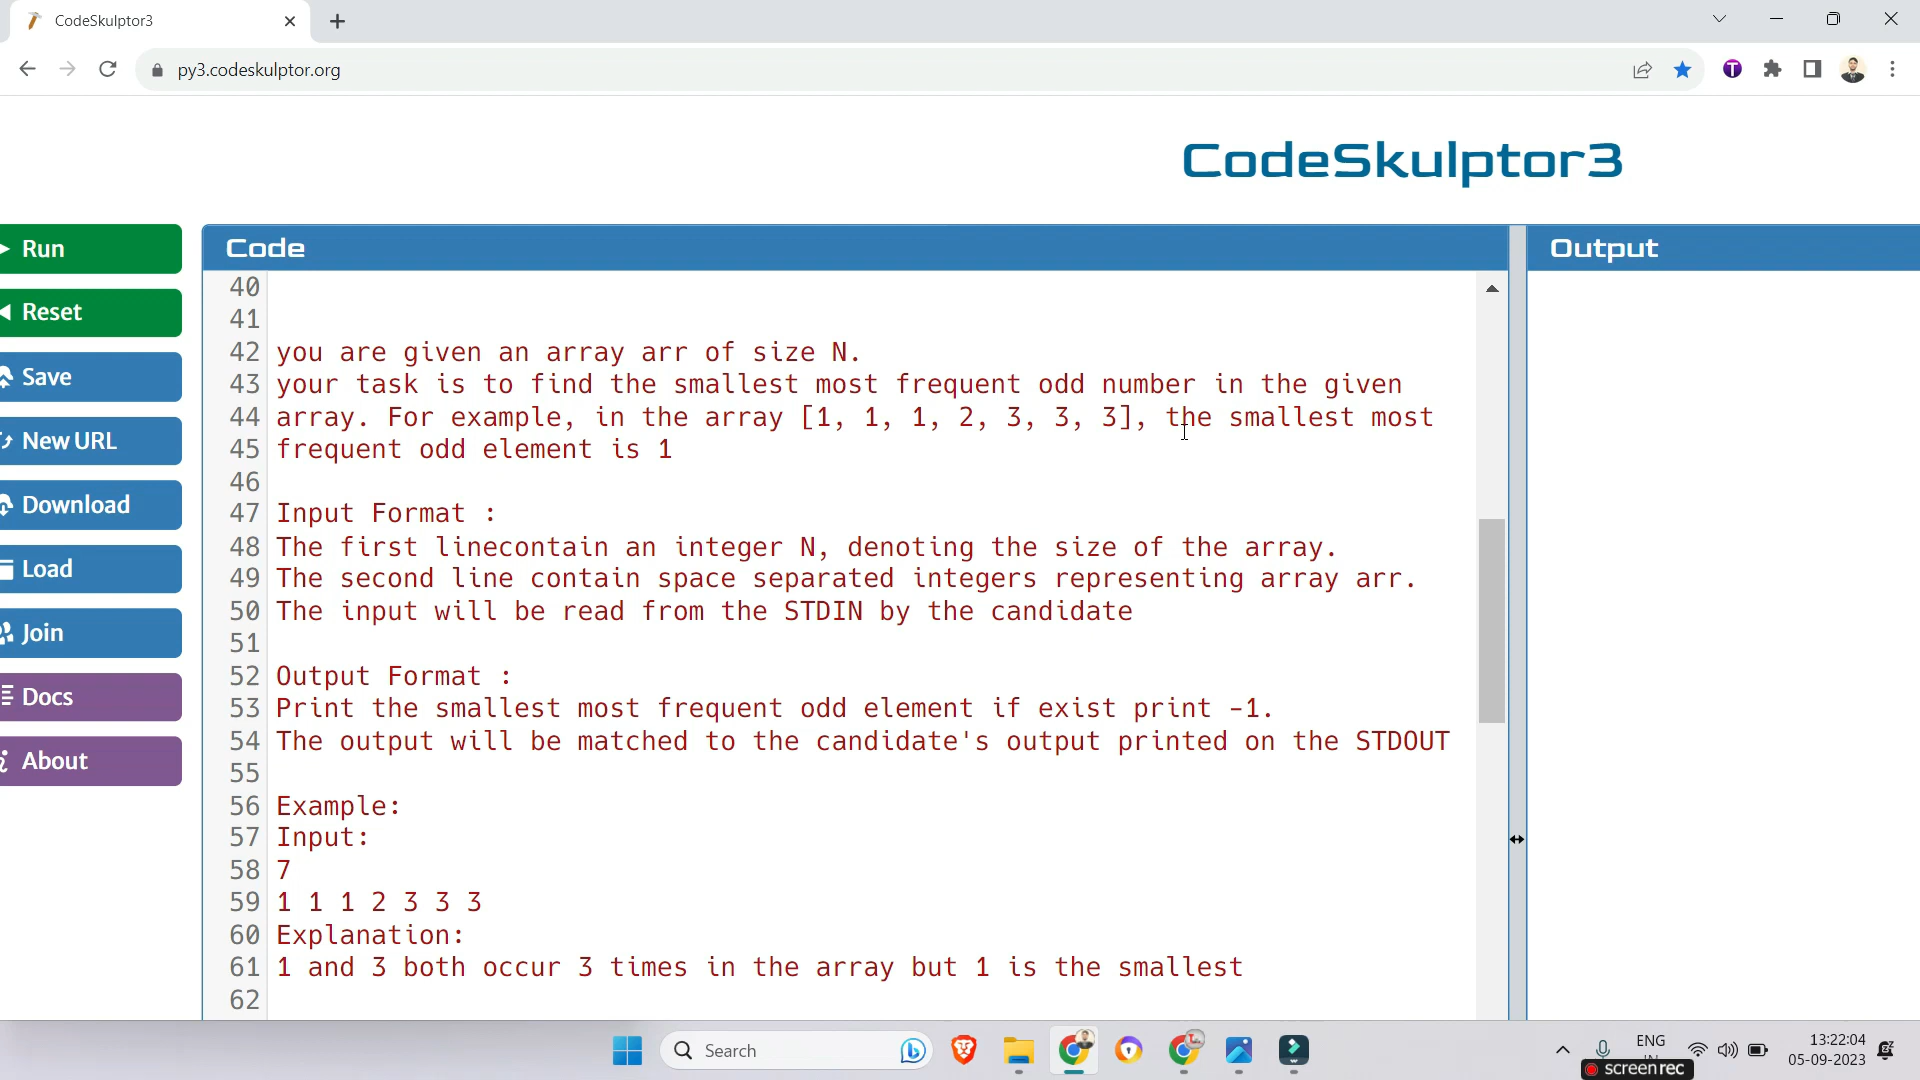 CodeSkulptor3
py3.codeskulptor.org
CodeSkulptor3
Run
Reset
Save
New URL
Download
Load
Join
Docs
About
Code
Output
40
41
42 you are given an array arr of size N.
43 your task is to find the smallest most frequent odd number in the given
44 array. For example, in the array [1, 1, 1, 2, 3, 3, 3], the smallest most
45 frequent odd element is 1
46
47 Input Format :
48 The first linecontain an integer N, denoting the size of the array.
49 The second line contain space separated integers representing array arr.
50 The input will be read from the STDIN by the candidate
51
52 Output Format :
53 Print the smallest most frequent odd element if exist print -1.
54 The output will be matched to the candidate's output printed on the STDOUT
55
56 Example:
57 Input:
58 7
59 1 1 1 2 3 3 3
60 Explanation:
61 1 and 3 both occur 3 times in the array but 1 is the smallest
62
Search
ENG
13:22:04
05-09-2023
screenrec